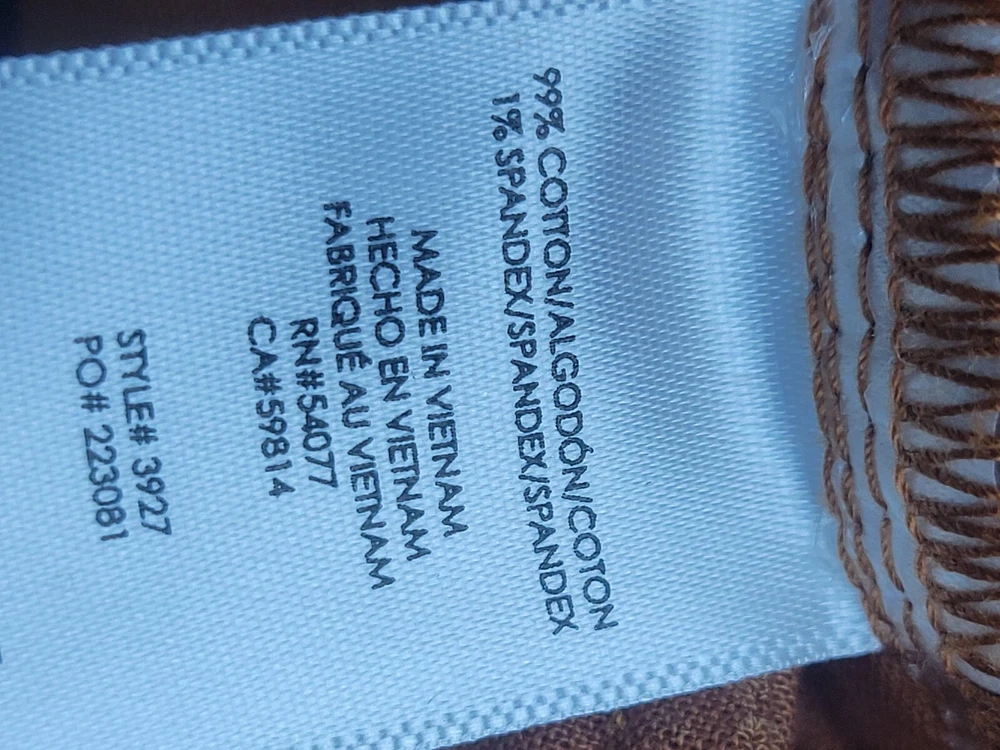 99% COTTON/ALGODÓN/COTON
1% SPANDEX/SPANDEX/SPANDEX
MADE IN VIETNAM
HECHO EN VIETNAM
FABRIQUÉ AU VIETNAM
RN#54077
CA#59814
STYLE# 3927
PO# 223081